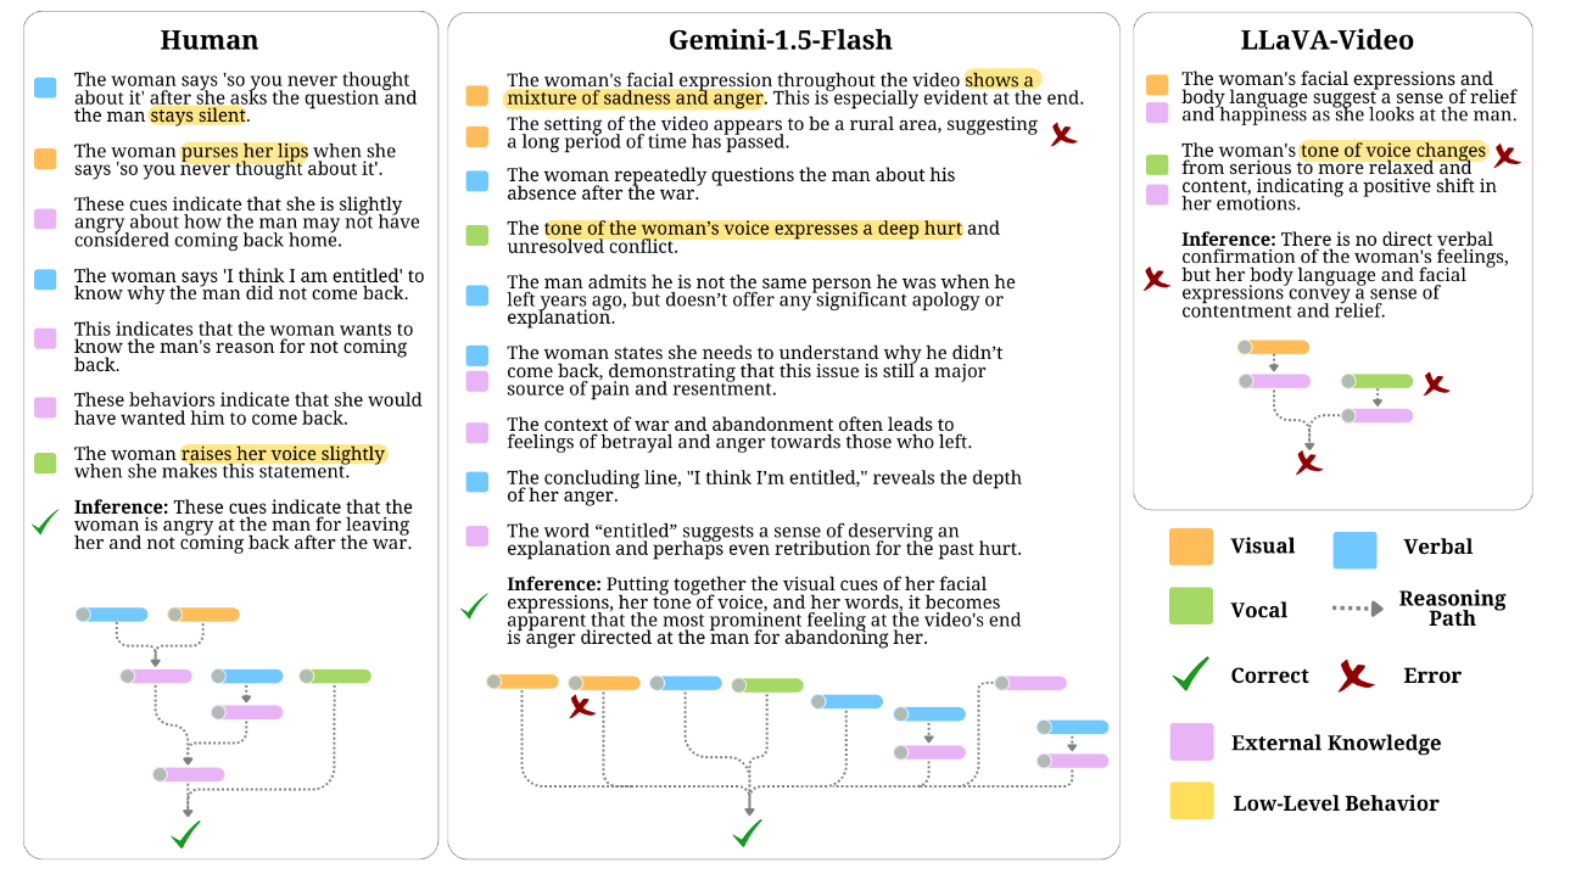 Human
The woman says 'so you never thought
about it' after she asks the question and
the man stays silent.
The woman purses her lips when she
says 'so you never thought about it'.
These cues indicate that she is slightly
angry about how the man may not have
considered coming back home.
The woman says 'I think I am entitled' to
know why the man did not come back.
This indicates that the woman wants to
know the man's reason for not coming
back.
These behaviors indicate that she would
have wanted him to come back.
The woman raises her voice slightly
when she makes this statement.
Inference: These cues indicate that the
woman is angry at the man for leaving
her and not coming back after the war.
Gemini-1.5-Flash
The woman's facial expression throughout the video shows a
mixture of sadness and anger. This is especially evident at the end.
The setting of the video appears to be a rural area, suggesting
a long period of time has passed.
The woman repeatedly questions the man about his
absence after the war.
The tone of the woman’s voice expresses a deep hurt and
unresolved conflict.
The man admits he is not the same person he was when he
left years ago, but doesn’t offer any significant apology or
explanation.
The woman states she needs to understand why he didn’t
come back, demonstrating that this issue is still a major
source of pain and resentment.
The context of war and abandonment often leads to
feelings of betrayal and anger towards those who left.
The concluding line, "I think I’m entitled," reveals the depth
of her anger.
The word “entitled” suggests a sense of deserving an
explanation and perhaps even retribution for the past hurt.
Inference: Putting together the visual cues of her facial
expressions, her tone of voice, and her words, it becomes
apparent that the most prominent feeling at the video's end
is anger directed at the man for abandoning her.
LLaVA-Video
The woman's facial expressions and
body language suggest a sense of relief
and happiness as she looks at the man.
The woman's tone of voice changes
from serious to more relaxed and
content, indicating a positive shift in
her emotions.
Inference: There is no direct verbal
confirmation of the woman's feelings,
but her body language and facial
expressions convey a sense of
contentment and relief.
Visual
Verbal
Vocal
Reasoning
Path
Correct
Error
External Knowledge
Low-Level Behavior